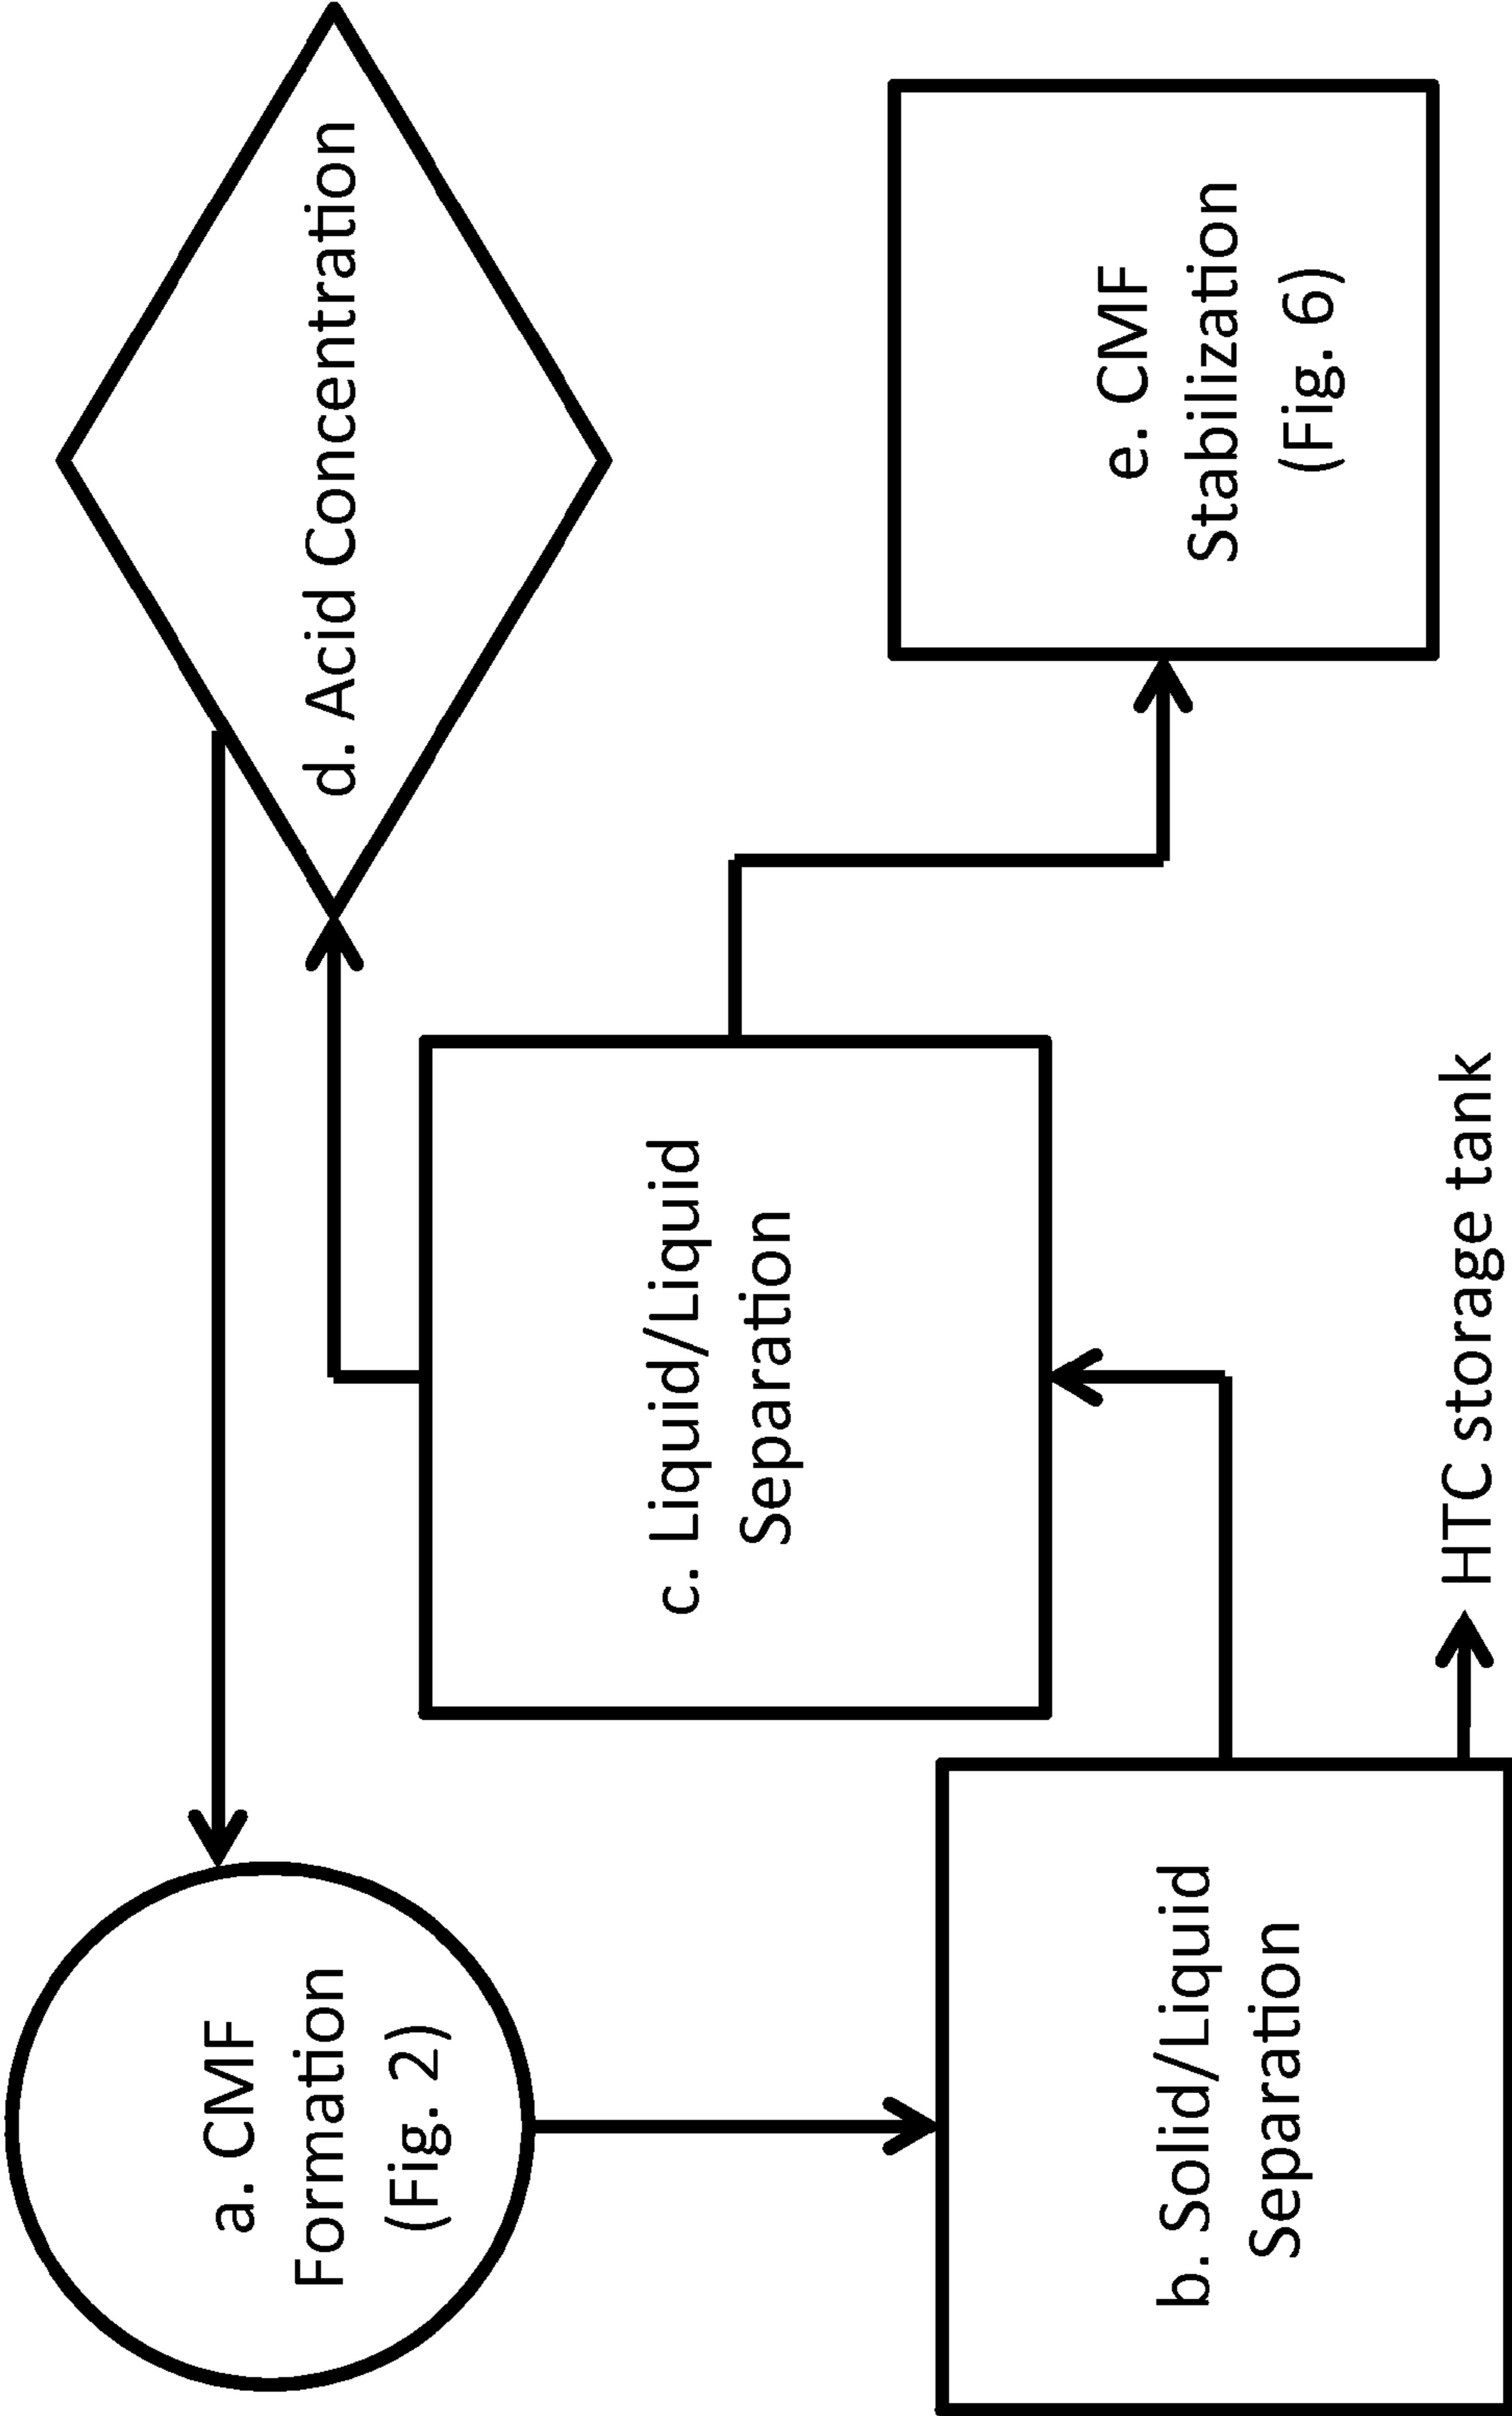 a. CMF
Formation
(Fig. 2)
b. Solid/Liquid
Separation
HTC storage tank
c. Liquid/Liquid
Separation
d. Acid Concentration
e. CMF
Stabilization
(Fig. 6)